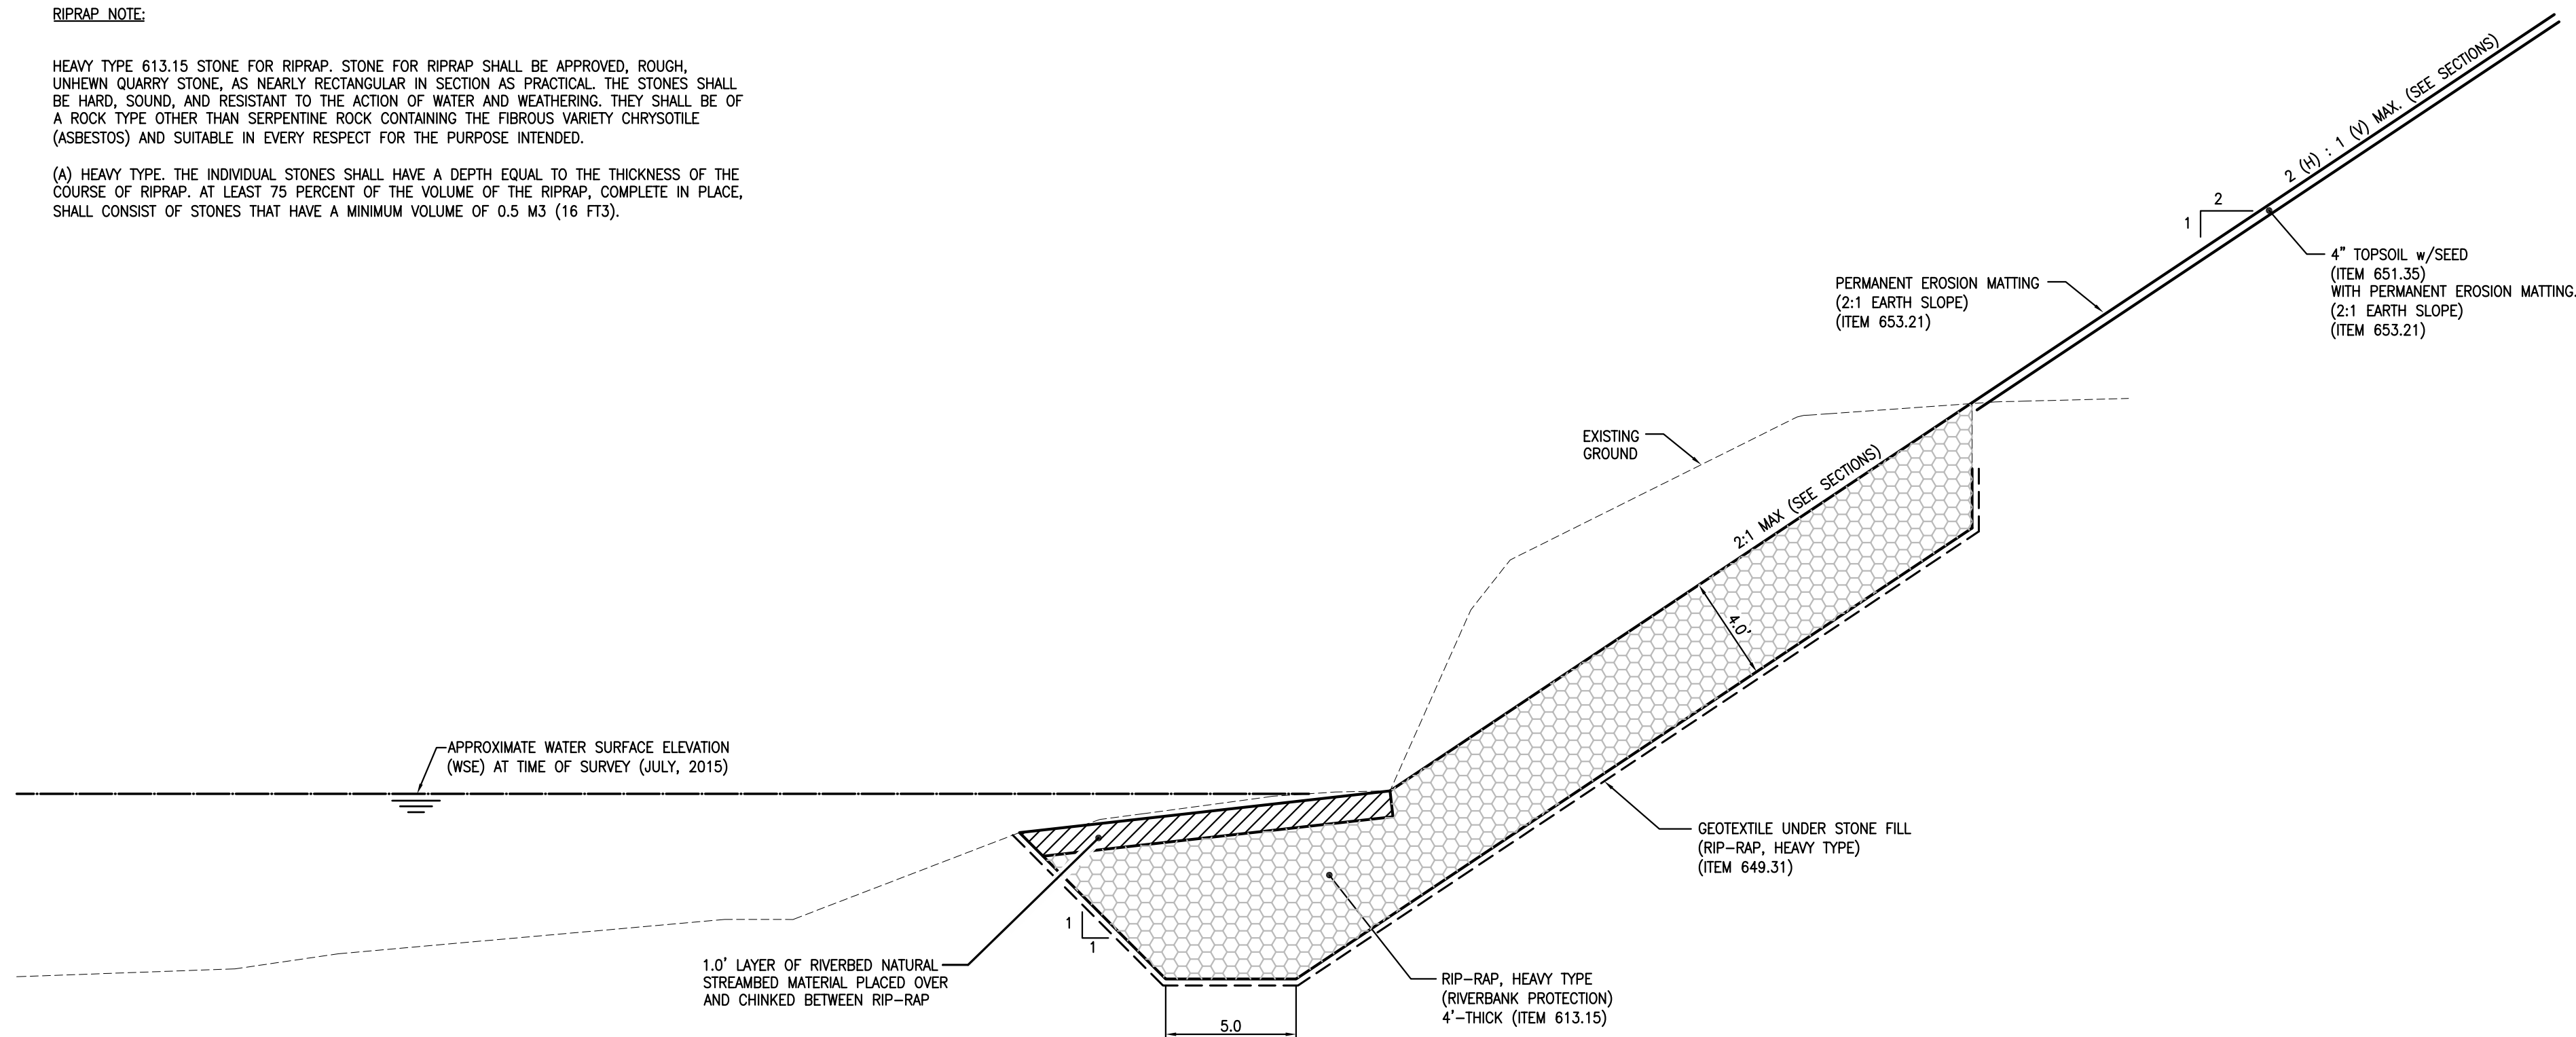 RIPRAP NOTE:
HEAVY TYPE 613.15 STONE FOR RIPRAP. STONE FOR RIPRAP SHALL BE APPROVED, ROUGH,
UNHEWN QUARRY STONE, AS NEARLY RECTANGULAR IN SECTION AS PRACTICAL. THE STONES SHALL
BE HARD, SOUND, AND RESISTANT TO THE ACTION OF WATER AND WEATHERING. THEY SHALL BE OF
A ROCK TYPE OTHER THAN SERPENTINE ROCK CONTAINING THE FIBROUS VARIETY CHRYSOTILE
(ASBESTOS) AND SUITABLE IN EVERY RESPECT FOR THE PURPOSE INTENDED.
(A) HEAVY TYPE. THE INDIVIDUAL STONES SHALL HAVE A DEPTH EQUAL TO THE THICKNESS OF THE
COURSE OF RIPRAP. AT LEAST 75 PERCENT OF THE VOLUME OF THE RIPRAP, COMPLETE IN PLACE,
SHALL CONSIST OF STONES THAT HAVE A MINIMUM VOLUME OF 0.5 M3 (16 FT3).
2 (H) : 1 (V) MAX. (SEE SECTIONS)
2
1
4" TOPSOIL w/SEED
(ITEM 651.35)
WITH PERMANENT EROSION MATTING.
(2:1 EARTH SLOPE)
(ITEM 653.21)
PERMANENT EROSION MATTING
(2:1 EARTH SLOPE)
(ITEM 653.21)
EXISTING
GROUND
2:1 MAX (SEE SECTIONS)
4.0'
APPROXIMATE WATER SURFACE ELEVATION
(WSE) AT TIME OF SURVEY (JULY, 2015)
GEOTEXTILE UNDER STONE FILL
(RIP-RAP, HEAVY TYPE)
(ITEM 649.31)
1
1
1.0' LAYER OF RIVERBED NATURAL
STREAMBED MATERIAL PLACED OVER
AND CHINKED BETWEEN RIP-RAP
RIP-RAP, HEAVY TYPE
(RIVERBANK PROTECTION)
4'-THICK (ITEM 613.15)
5.0